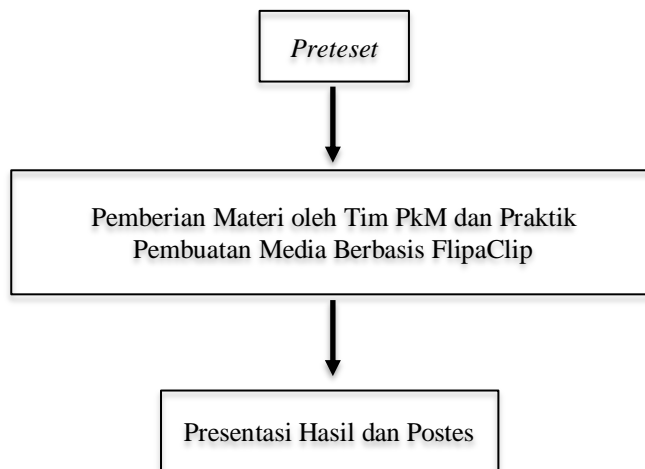 Preteset
Pemberian Materi oleh Tim PkM dan Praktik
Pembuatan Media Berbasis FlipaClip
Presentasi Hasil dan Postes